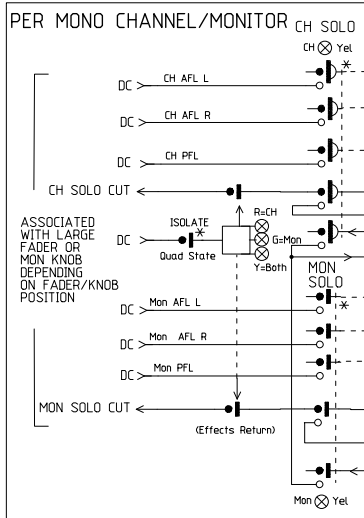 PER MONO CHANNEL/MONITOR
CH SOLO
CH Yel
*
DC CH AFL L
DC CH AFL R
DC CH PFL
CH SOLO CUT
ASSOCIATED
WITH LARGE
FADER OR
MON KNOB
DEPENDING
ON FADER/KNOB
POSITION
DC
ISOLATE
*
Quad State
R=CH
G=Mon
Y=Both
MON
SOLO
*
DC Mon AFL L
DC Mon AFL R
DC Mon PFL
MON SOLO CUT
(Effects Return)
Mon Yel